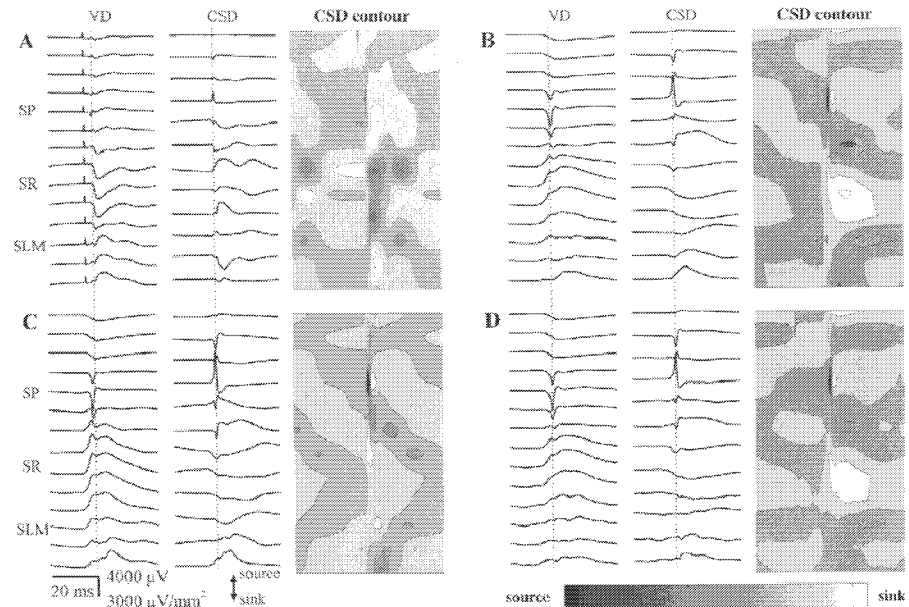 VD CSD CSD contour
VD CSD CSD contour
A
B
SP
SR
SLM
C
D
SP
SR
SLM
20 ms
4000 μV
3000 μV/mm²
source
sink
source
sink